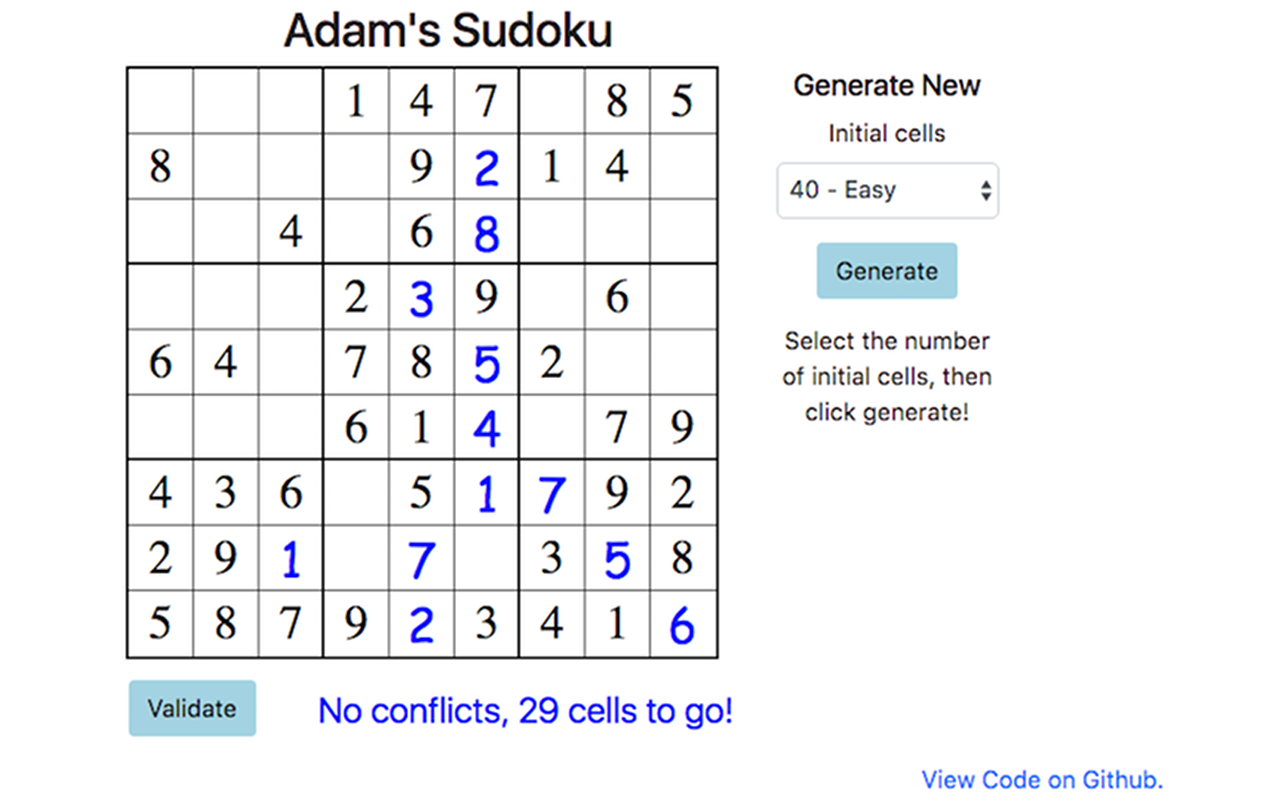 Adam's Sudoku
1 4 7 8 5
8 9 2 1 4
4 6 8
2 3 9 6
6 4 7 8 5 2
6 1 4 7 9
4 3 6 5 1 7 9 2
2 9 1 7 3 5 8
5 8 7 9 2 3 4 1 6
Validate
No conflicts, 29 cells to go!
Generate New
Initial cells
40 - Easy
Generate
Select the number
of initial cells, then
click generate!
View Code on Github.